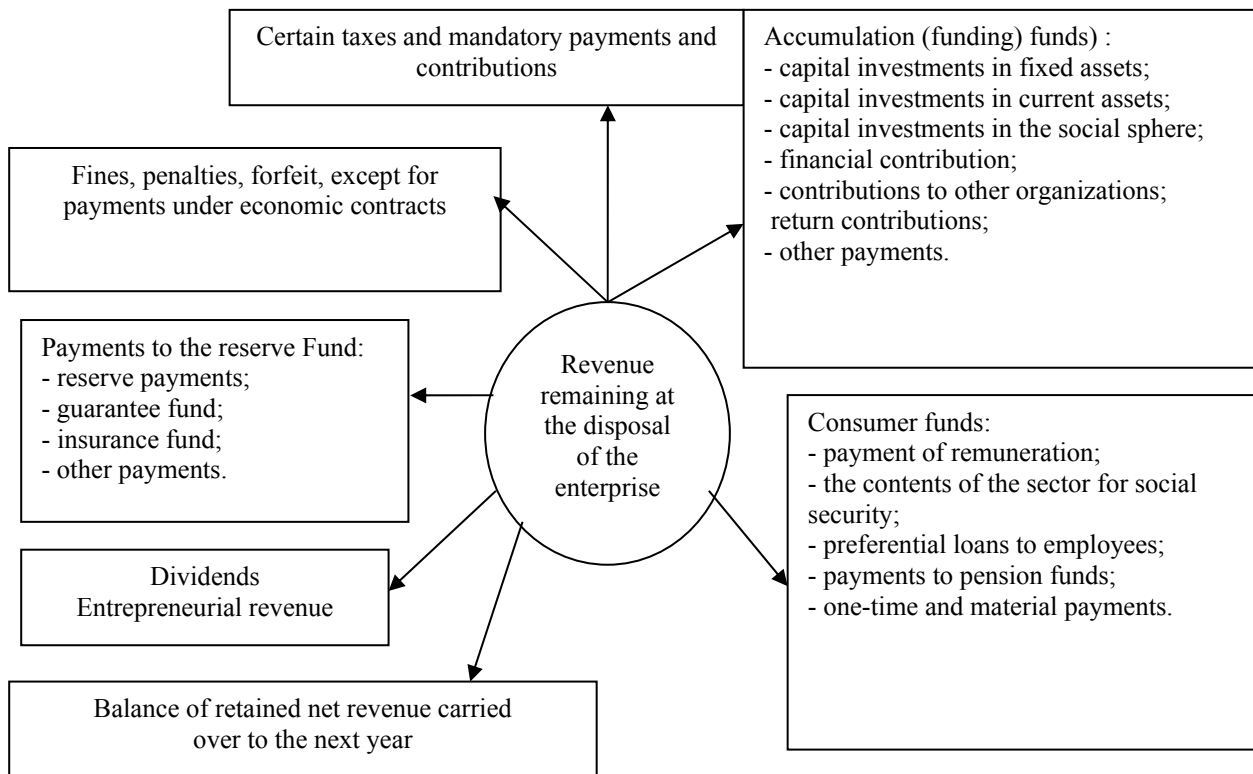 Certain taxes and mandatory payments and
contributions
Accumulation (funding) funds) :
- capital investments in fixed assets;
- capital investments in current assets;
- capital investments in the social sphere;
- financial contribution;
- contributions to other organizations;
return contributions;
- other payments.
Fines, penalties, forfeit, except for
payments under economic contracts
Payments to the reserve Fund:
- reserve payments;
- guarantee fund;
- insurance fund;
- other payments.
Revenue
remaining at
the disposal
of the
enterprise
Consumer funds:
- payment of remuneration;
- the contents of the sector for social
security;
- preferential loans to employees;
- payments to pension funds;
- one-time and material payments.
Dividends
Entrepreneurial revenue
Balance of retained net revenue carried
over to the next year